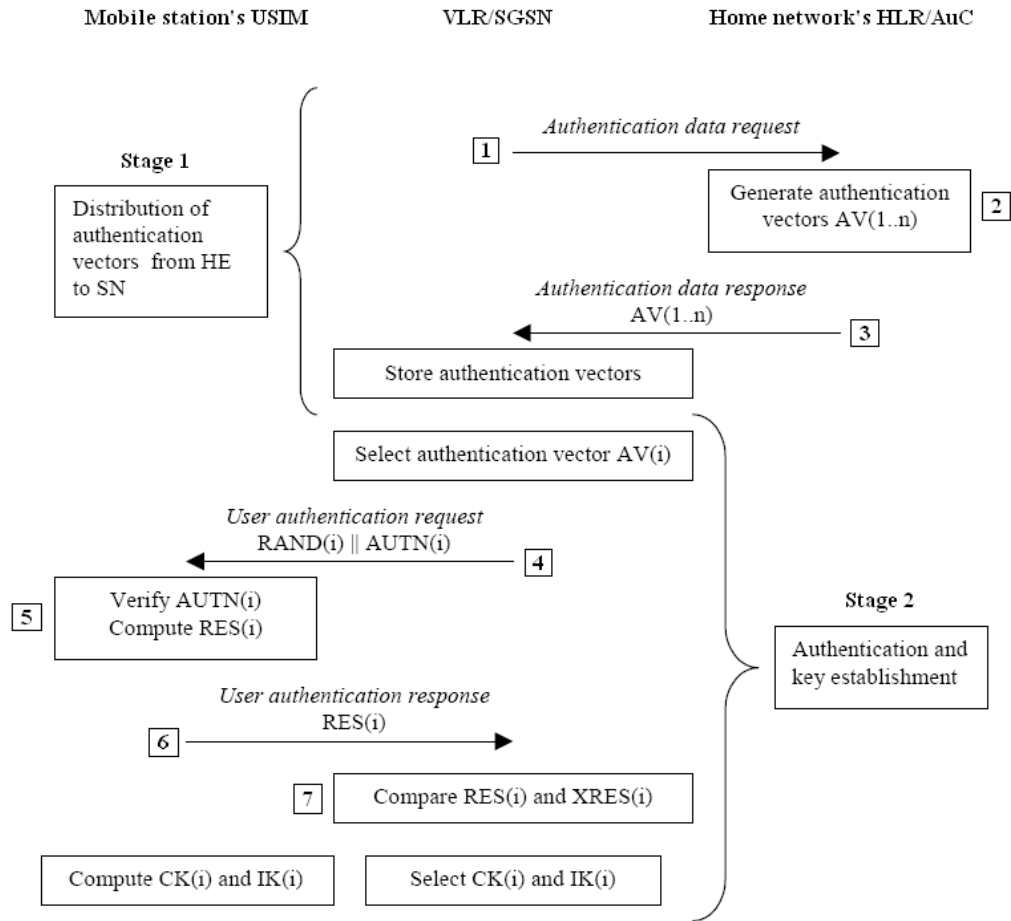 Mobile station's USIM
VLR/SGSN
Home network's HLR/AuC
Authentication data request
1
Stage 1
Distribution of
authentication
vectors from HE
to SN
Generate authentication
vectors AV(1..n)
2
Authentication data response
AV(1..n)
3
Store authentication vectors
Select authentication vector AV(i)
User authentication request
RAND(i) || AUTN(i)
4
5
Verify AUTN(i)
Compute RES(i)
Stage 2
Authentication and
key establishment
User authentication response
RES(i)
6
7
Compare RES(i) and XRES(i)
Compute CK(i) and IK(i)
Select CK(i) and IK(i)